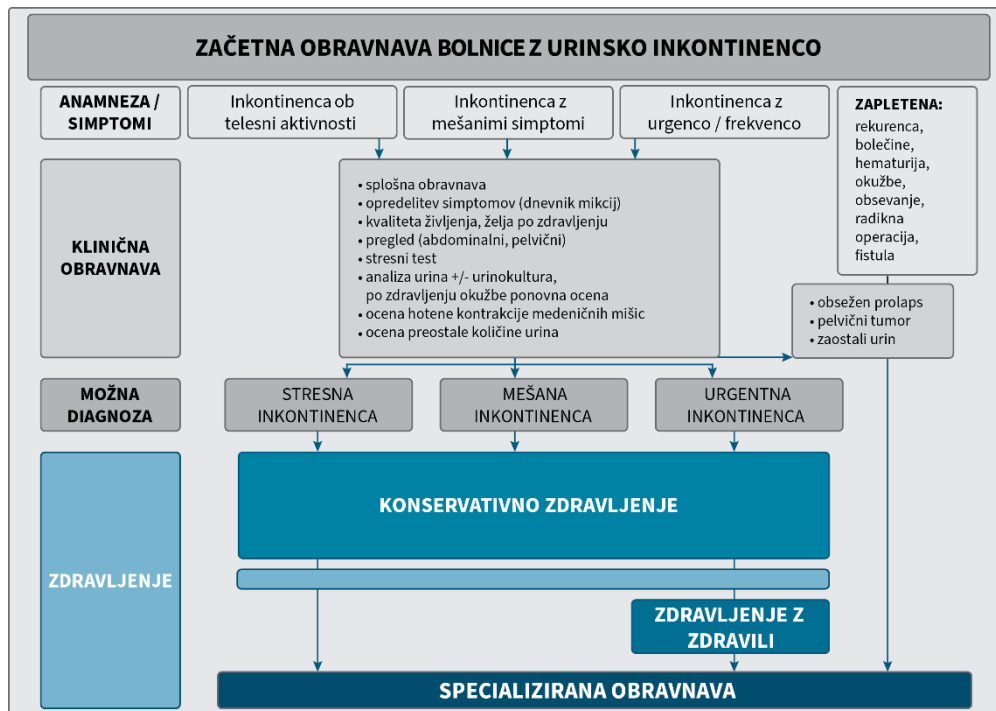 ZAČETNA OBRAVNAVA BOLNICE Z URINSKO INKONTINENCO
ANAMNEZA /
SIMPTOMI
Inkontinenca ob
telesni aktivnosti
Inkontinenca z
mešanimi simptomi
Inkontinenca z
urgenco / frekvenco
ZAPLETENA:
rekurenca,
bolečine,
hematurija,
okužbe,
obsevanje,
radikna
operacija,
fistula
KLINIČNA
OBRAVNAVA
• splošna obravnava
• opredelitev simptomov (dnevnik mikcij)
• kvaliteta življenja, želja po zdravljenju
• pregled (abdominalni, pelvični)
• stresni test
• analiza urina +/- urinokultura,
po zdravljenju okužbe ponovna ocena
• ocena hotene kontrakcije medeničnih mišic
• ocena preostale količine urina
• obsežen prolaps
• pelvični tumor
• zaostali urin
MOŽNA
DIAGNOZA
STRESNA
INKONTINENCA
MEŠANA
INKONTINENCA
URGENTNA
INKONTINENCA
ZDRAVLJENJE
KONSERVATIVNO ZDRAVLJENJE
ZDRAVLJENJE Z
ZDRAVILI
SPECIALIZIRANA OBRAVNAVA